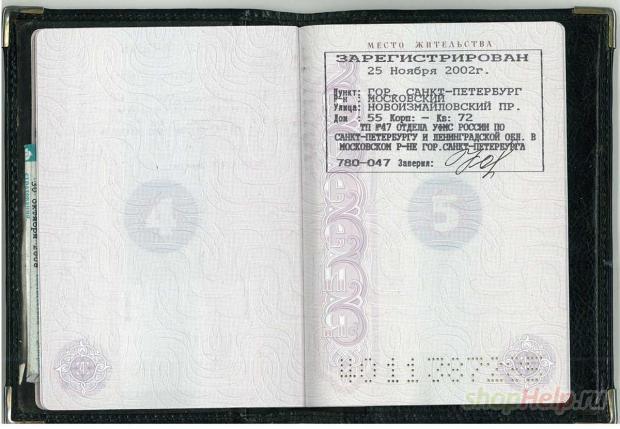 4
МЕСТО ЖИТЕЛЬСТВА
ЗАРЕГИСТРИРОВАН
25 Ноября 2002г.
Пункт: ГОР. САНКТ-ПЕТЕРБУРГ
Р-н : МОСКОВСКИЙ
Улица: НОВОИЗМАЙЛОВСКИЙ ПР.
Дом : 55 Корп: - Кв: 72
ТП №47 ОТДЕЛА УФМС РОССИИ ПО
САНКТ-ПЕТЕРБУРГУ И ЛЕНИНГРАДСКОЙ ОБЛ. В
МОСКОВСКОМ Р-НЕ ГОР.САНКТ-ПЕТЕРБУРГА
780-047 Заверил:
5
shopHelp.ru